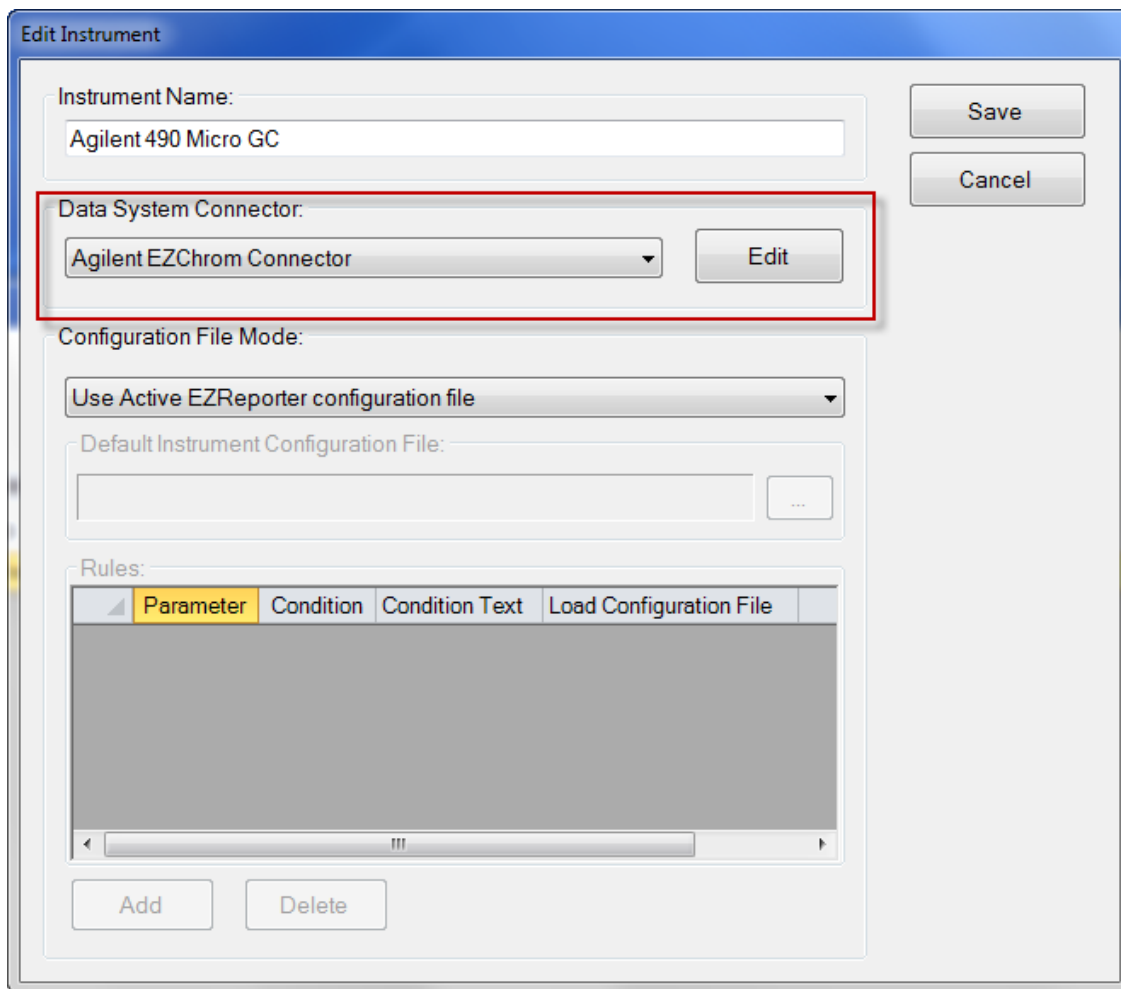 Edit Instrument
Instrument Name:
Save
Agilent 490 Micro GC
Cancel
Data System Connector:
Agilent EZChrom Connector Edit
Configuration File Mode:
Use Active EZReporter configuration file
Default Instrument Configuration File:
...
Rules:
Parameter Condition Condition Text Load Configuration File
Add Delete